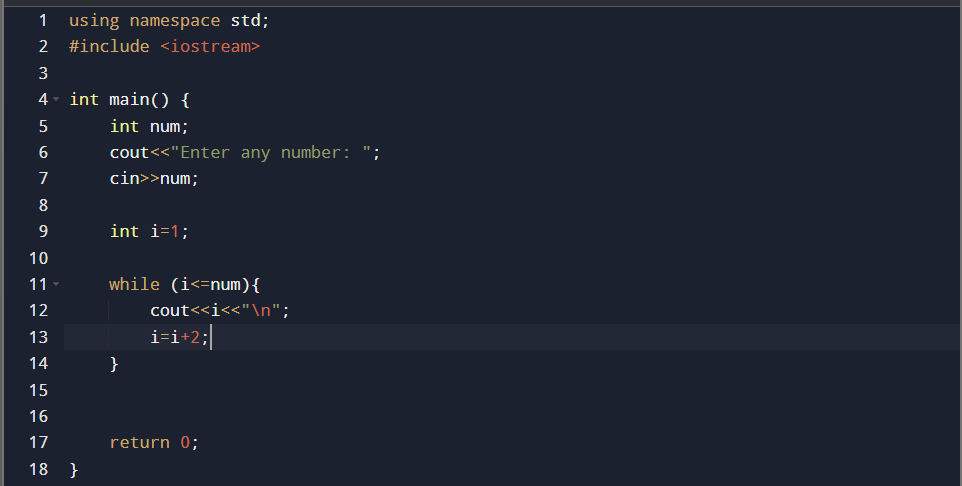 1 using namespace std;
2 #include <iostream>
3
4 int main() {
5     int num;
6     cout<<"Enter any number: ";
7     cin>>num;
8
9     int i=1;
10
11     while (i<=num){
12         cout<<i<<"\n";
13         i=i+2;
14     }
15
16
17     return 0;
18 }